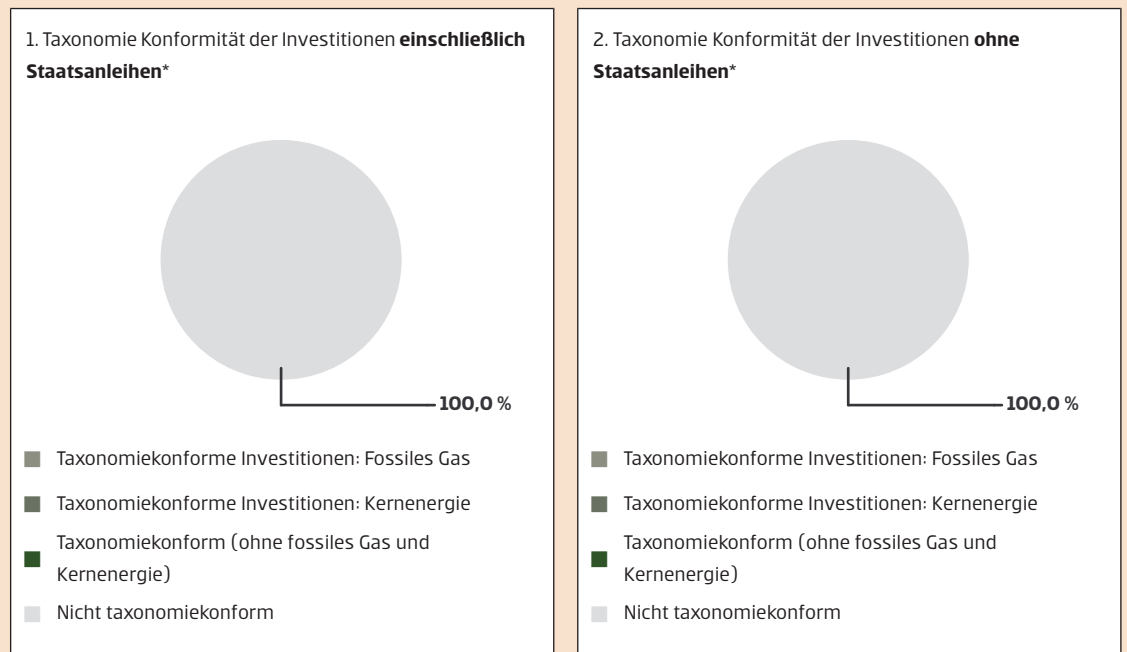 1. Taxonomie Konformität der Investitionen einschließlich
Staatsanleihen*
100,0 %
Taxonomiekonforme Investitionen: Fossiles Gas
Taxonomiekonforme Investitionen: Kernenergie
Taxonomiekonform (ohne fossiles Gas und
Kernenergie)
Nicht taxonomiekonform
2. Taxonomie Konformität der Investitionen ohne
Staatsanleihen*
100,0 %
Taxonomiekonforme Investitionen: Fossiles Gas
Taxonomiekonforme Investitionen: Kernenergie
Taxonomiekonform (ohne fossiles Gas und
Kernenergie)
Nicht taxonomiekonform